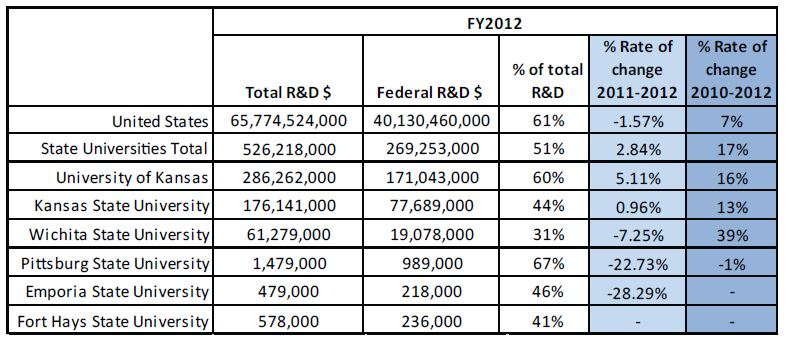 FY2012
Total R&D $ Federal R&D $ % of total R&D % Rate of change 2011-2012 % Rate of change 2010-2012
United States 65,774,524,000 40,130,460,000 61% -1.57% 7%
State Universities Total 526,218,000 269,253,000 51% 2.84% 17%
University of Kansas 286,262,000 171,043,000 60% 5.11% 16%
Kansas State University 176,141,000 77,689,000 44% 0.96% 13%
Wichita State University 61,279,000 19,078,000 31% -7.25% 39%
Pittsburg State University 1,479,000 989,000 67% -22.73% -1%
Emporia State University 479,000 218,000 46% -28.29% -
Fort Hays State University 578,000 236,000 41% - -